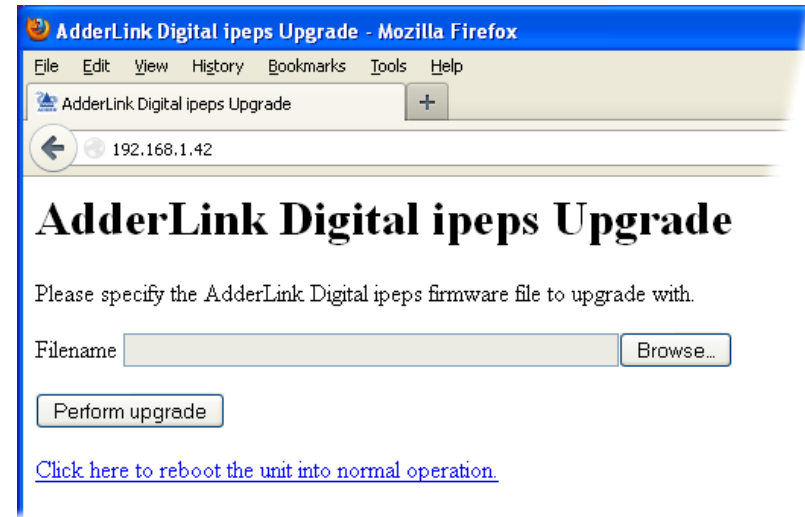 AdderLink Digital ipeps Upgrade - Mozilla Firefox
File Edit View History Bookmarks Tools Help
AdderLink Digital ipeps Upgrade +
192.168.1.42
AdderLink Digital ipeps Upgrade
Please specify the AdderLink Digital ipeps firmware file to upgrade with.
Filename Browse...
Perform upgrade
Click here to reboot the unit into normal operation.